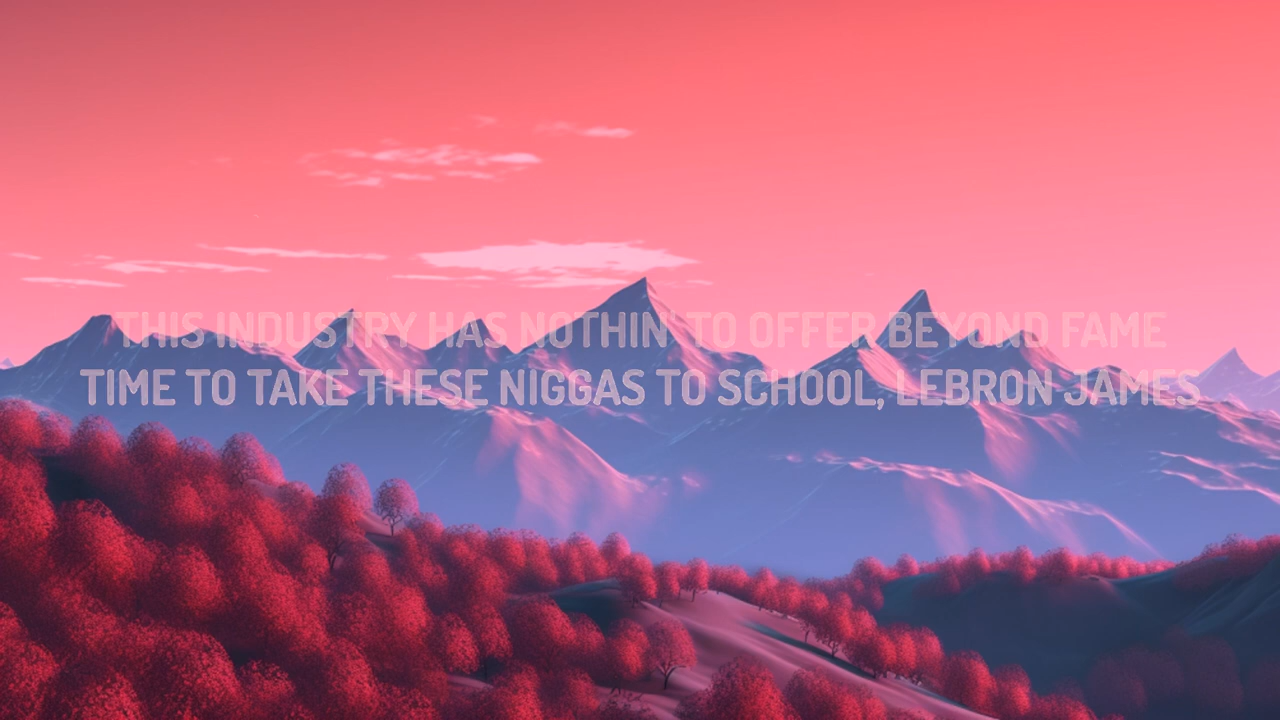 THIS INDUSTRY HAS NOTHIN' TO OFFER BEYOND FAME
TIME TO TAKE THESE NIGGAS TO SCHOOL, LEBRON JAMES